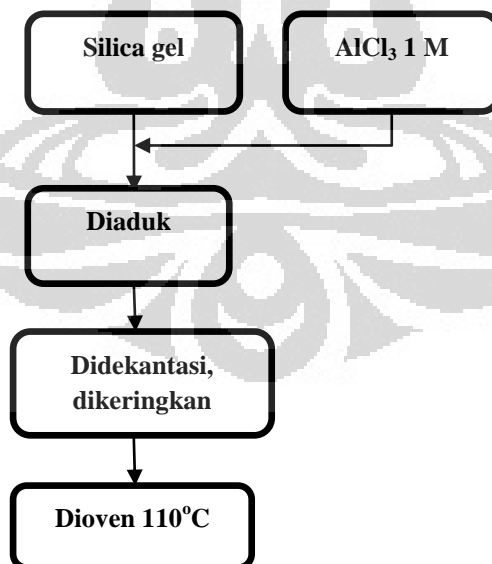 Silica gel
AlCl₃ 1 M
Diaduk
Didekantasi,
dikeringkan
Dioven 110°C